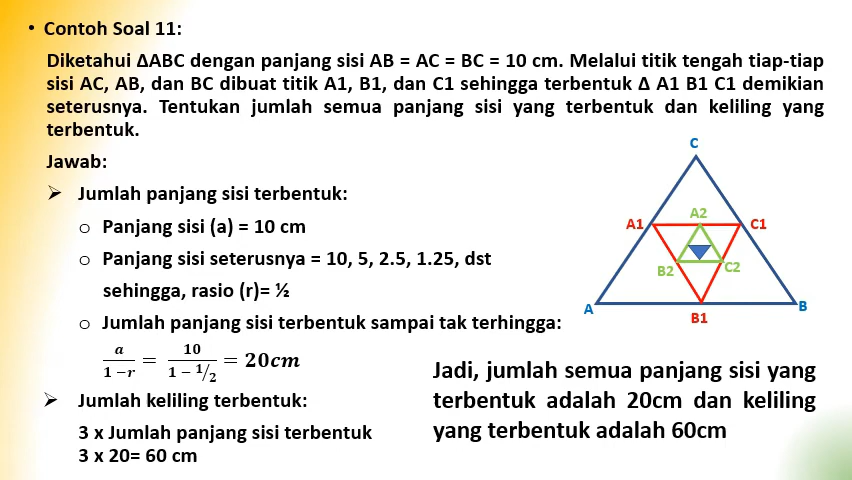 • Contoh Soal 11:
Diketahui ΔABC dengan panjang sisi AB = AC = BC = 10 cm. Melalui titik tengah tiap-tiap
sisi AC, AB, dan BC dibuat titik A1, B1, dan C1 sehingga terbentuk Δ A1 B1 C1 demikian
seterusnya. Tentukan jumlah semua panjang sisi yang terbentuk dan keliling yang
terbentuk.
Jawab:
➢ Jumlah panjang sisi terbentuk:
o Panjang sisi (a) = 10 cm
o Panjang sisi seterusnya = 10, 5, 2.5, 1.25, dst
sehingga, rasio (r)= ½
o Jumlah panjang sisi terbentuk sampai tak terhingga:
a/(1 −r) = 10/(1 − 1/2) = 20cm
➢ Jumlah keliling terbentuk:
3 x Jumlah panjang sisi terbentuk
3 x 20= 60 cm
C
A1
A2
C1
B2
C2
A
B1
B
Jadi, jumlah semua panjang sisi yang
terbentuk adalah 20cm dan keliling
yang terbentuk adalah 60cm